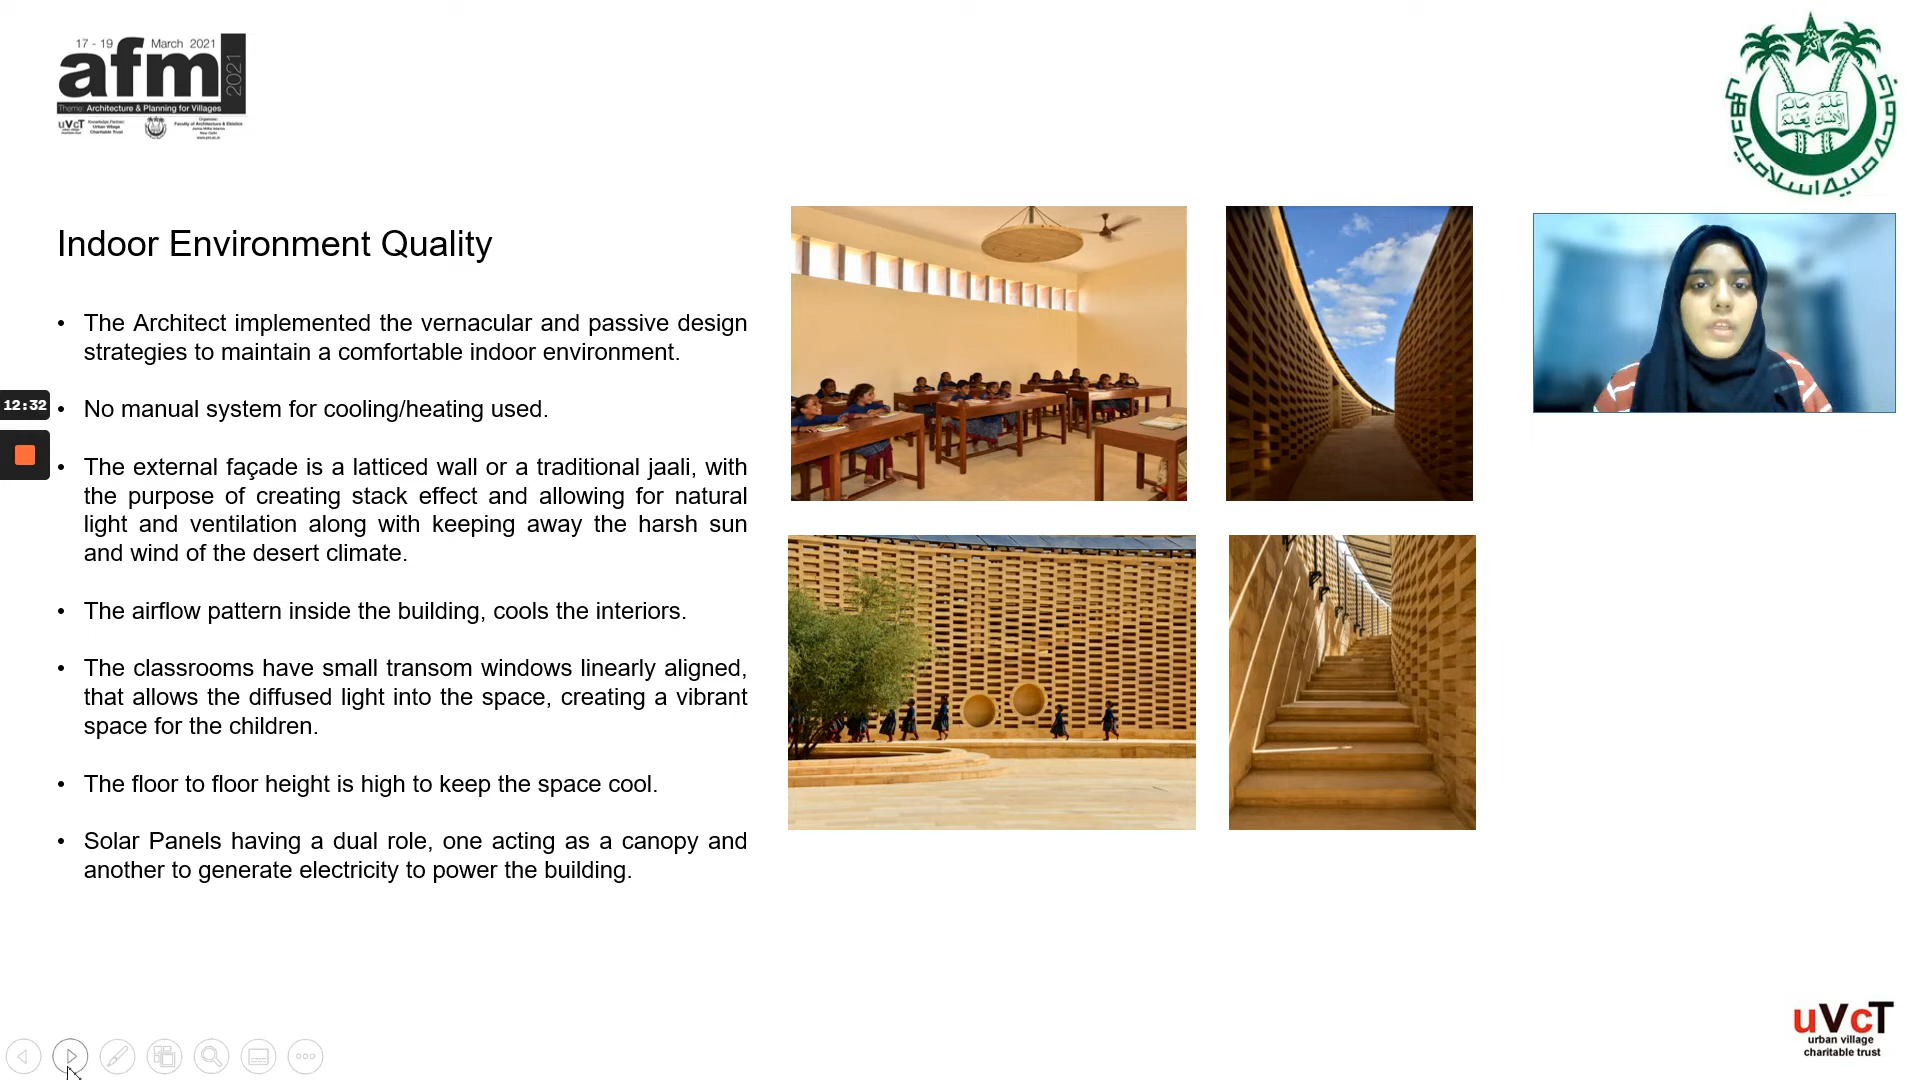 17 - 19 March 2021
afm
2021
Theme: Architecture & Planning for Villages
uVcT
Knowledge Partner:
Urban Village
Charitable Trust
Organiser:
Faculty of Architecture & Ekistics
Jamia Millia Islamia
New Delhi
عَلَّمَ
مَالَمْ
الْاِنْسَانَ
يَعْلَمْ
جامعہ ملیہ اسلامیہ دہلی
Indoor Environment Quality
• The Architect implemented the vernacular and passive design
strategies to maintain a comfortable indoor environment.
12:32
• No manual system for cooling/heating used.
• The external façade is a latticed wall or a traditional jaali, with
the purpose of creating stack effect and allowing for natural
light and ventilation along with keeping away the harsh sun
and wind of the desert climate.
• The airflow pattern inside the building, cools the interiors.
• The classrooms have small transom windows linearly aligned,
that allows the diffused light into the space, creating a vibrant
space for the children.
• The floor to floor height is high to keep the space cool.
• Solar Panels having a dual role, one acting as a canopy and
another to generate electricity to power the building.
uVcT
urban village
charitable trust